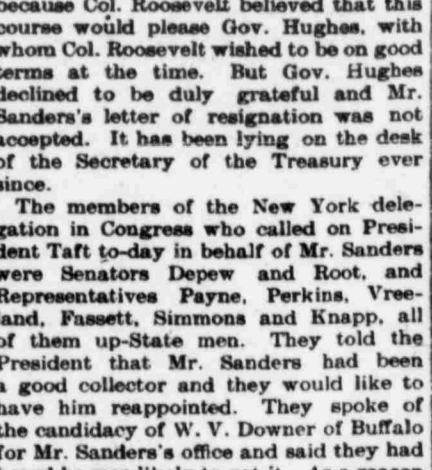 because Col. Roosevelt believed that this
course would please Gov. Hughes, with
whom Col. Roosevelt wished to be on good
terms at the time. But Gov. Hughes
declined to be duly grateful and Mr.
Sanders's letter of resignation was not
accepted. It has been lying on the desk
of the Secretary of the Treasury ever
since.
The members of the New York dele-
gation in Congress who called on Presi-
dent Taft to-day in behalf of Mr. Sanders
were Senators Depew and Root, and
Representatives Payne, Perkins, Vree-
land, Fassett, Simmons and Knapp, all
of them up-State men. They told the
President that Mr. Sanders had been
a good collector and they would like to
have him reappointed. They spoke of
the candidacy of W. V. Downer of Buffalo
for Mr. Sanders's office and said they had